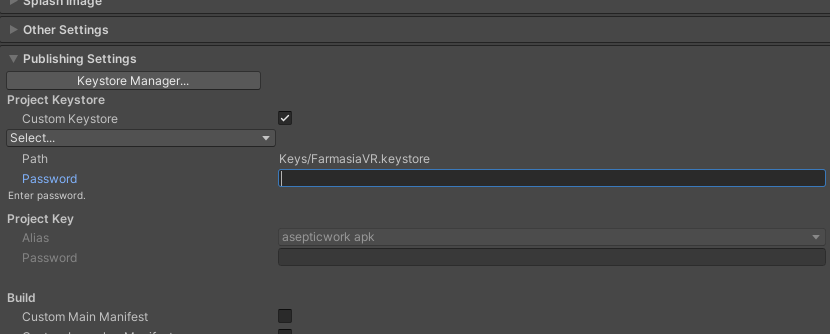 Splash Image
Other Settings
Publishing Settings
Keystore Manager...
Project Keystore
Custom Keystore
Select...
Path Keys/FarmasiaVR.keystore
Password
Enter password.
Project Key
Alias asepticwork apk
Password
Build
Custom Main Manifest